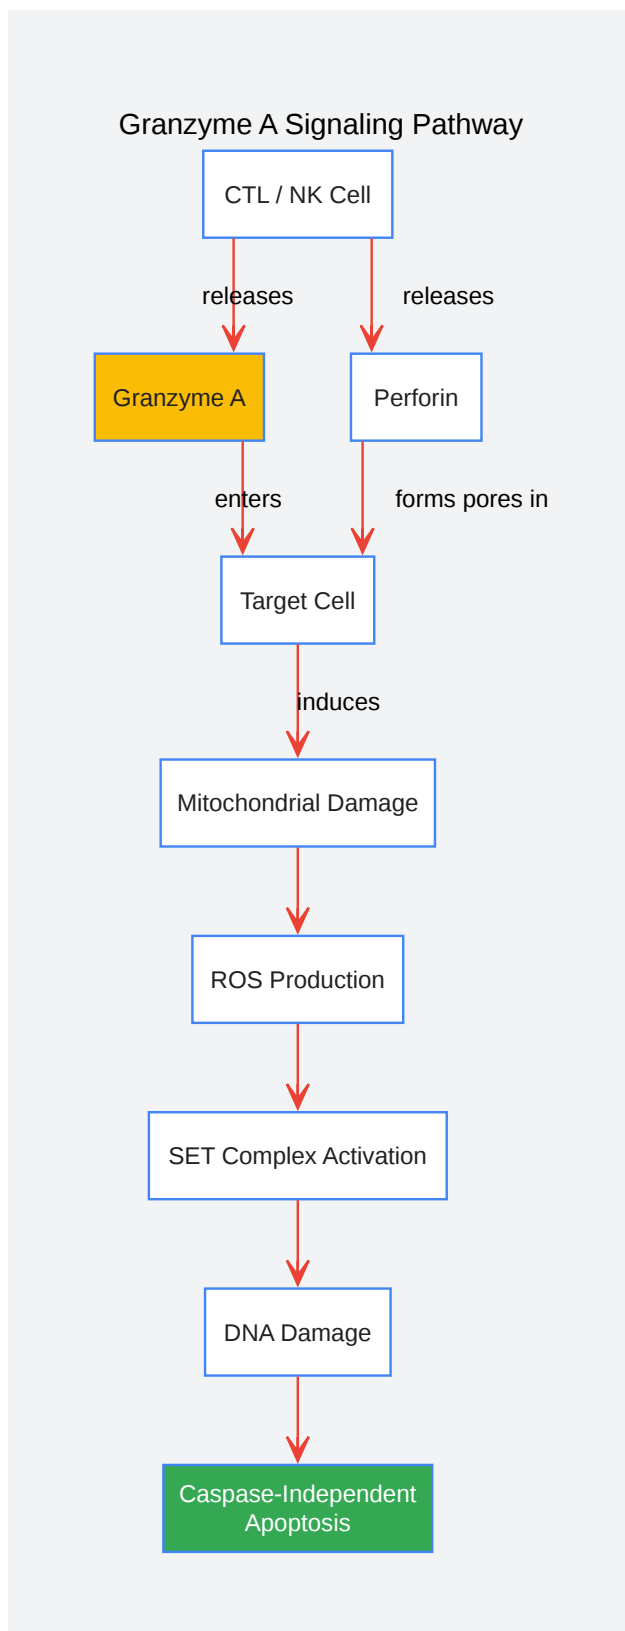 Granzyme A Signaling Pathway
CTL / NK Cell
releases
releases
Granzyme A
Perforin
enters
forms pores in
Target Cell
induces
Mitochondrial Damage
ROS Production
SET Complex Activation
DNA Damage
Caspase-Independent
Apoptosis